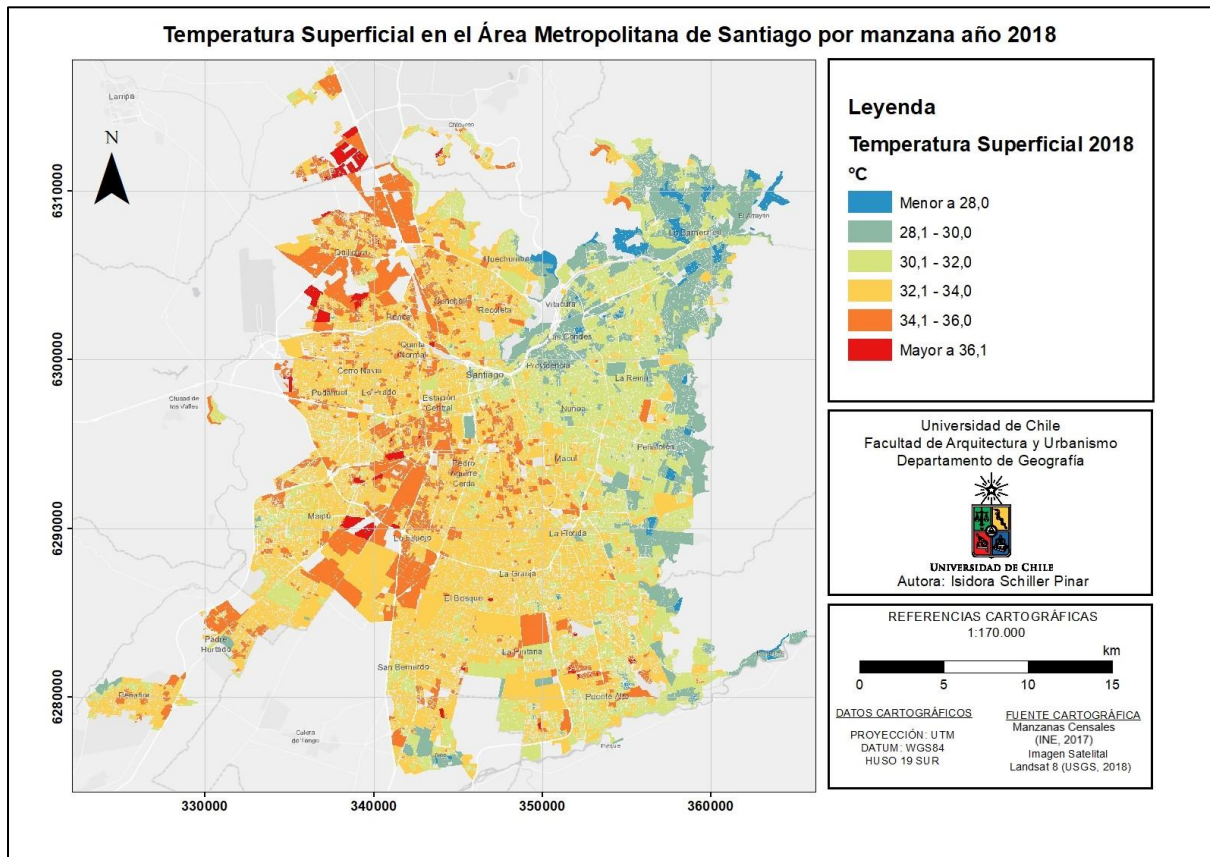 Temperatura Superficial en el Área Metropolitana de Santiago por manzana año 2018
Lampa
Chicureo
N
El Arrayán
Lo Barnechea
Quilicura
Huechuraba
Vitacura
Conchalí
Recoleta
Renca
Las Condes
Quinta
Normal
Cerro Navia
Santiago
Providencia
La Reina
Pudahuel
Lo Prado
Estación
Central
Ciudad de
los Valles
Ñuñoa
Peñalolén
Macul
Pedro
Aguirre
Cerda
Maipú
Lo Espejo
La Florida
La Granja
El Bosque
Padre
Hurtado
La Pintana
San Bernardo
Peñaflor
Puente Alto
Calera
de Tango
Pirque
6310000
6300000
6290000
6280000
330000
340000
350000
360000
Leyenda
Temperatura Superficial 2018
°C
Menor a 28,0
28,1 - 30,0
30,1 - 32,0
32,1 - 34,0
34,1 - 36,0
Mayor a 36,1
Universidad de Chile
Facultad de Arquitectura y Urbanismo
Departamento de Geografía
UNIVERSIDAD DE CHILE
Autora: Isidora Schiller Pinar
REFERENCIAS CARTOGRÁFICAS
1:170.000
km
0 5 10 15
DATOS CARTOGRÁFICOS
PROYECCIÓN: UTM
DATUM: WGS84
HUSO 19 SUR
FUENTE CARTOGRÁFICA
Manzanas Censales
(INE, 2017)
Imagen Satelital
Landsat 8 (USGS, 2018)